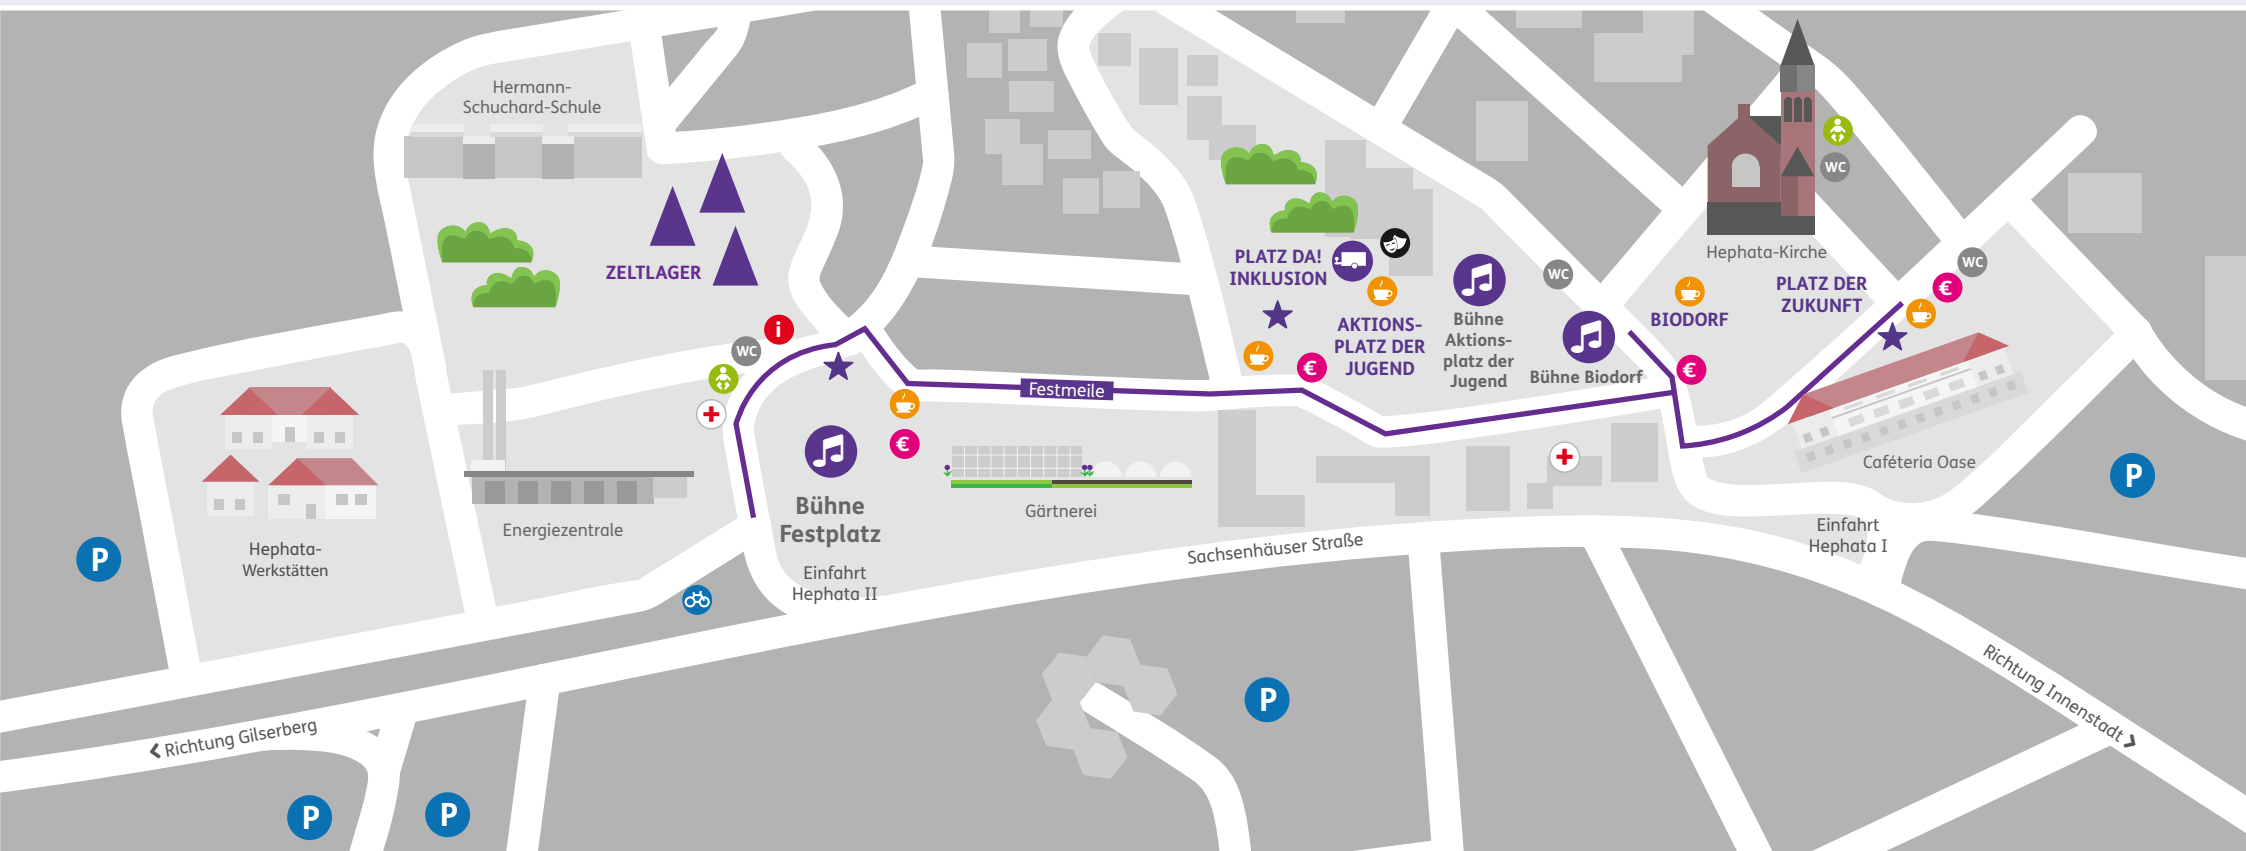 Hermann-
Schuchard-Schule
ZELTLAGER
i
WC
Festmeile
Hephata-
Werkstätten
Energiezentrale
Bühne
Festplatz
€
Einfahrt
Hephata II
Gärtnerei
PLATZ DA!
INKLUSION
AKTIONS-
PLATZ DER
JUGEND
€
Bühne
Aktions-
platz der
Jugend
WC
Bühne Biodorf
BIODORF
€
Hephata-Kirche
WC
PLATZ DER
ZUKUNFT
WC
€
Caféteria Oase
Einfahrt
Hephata I
Sachsenhäuser Straße
Richtung Gilserberg
Richtung Innenstadt
P
P
P
P
P